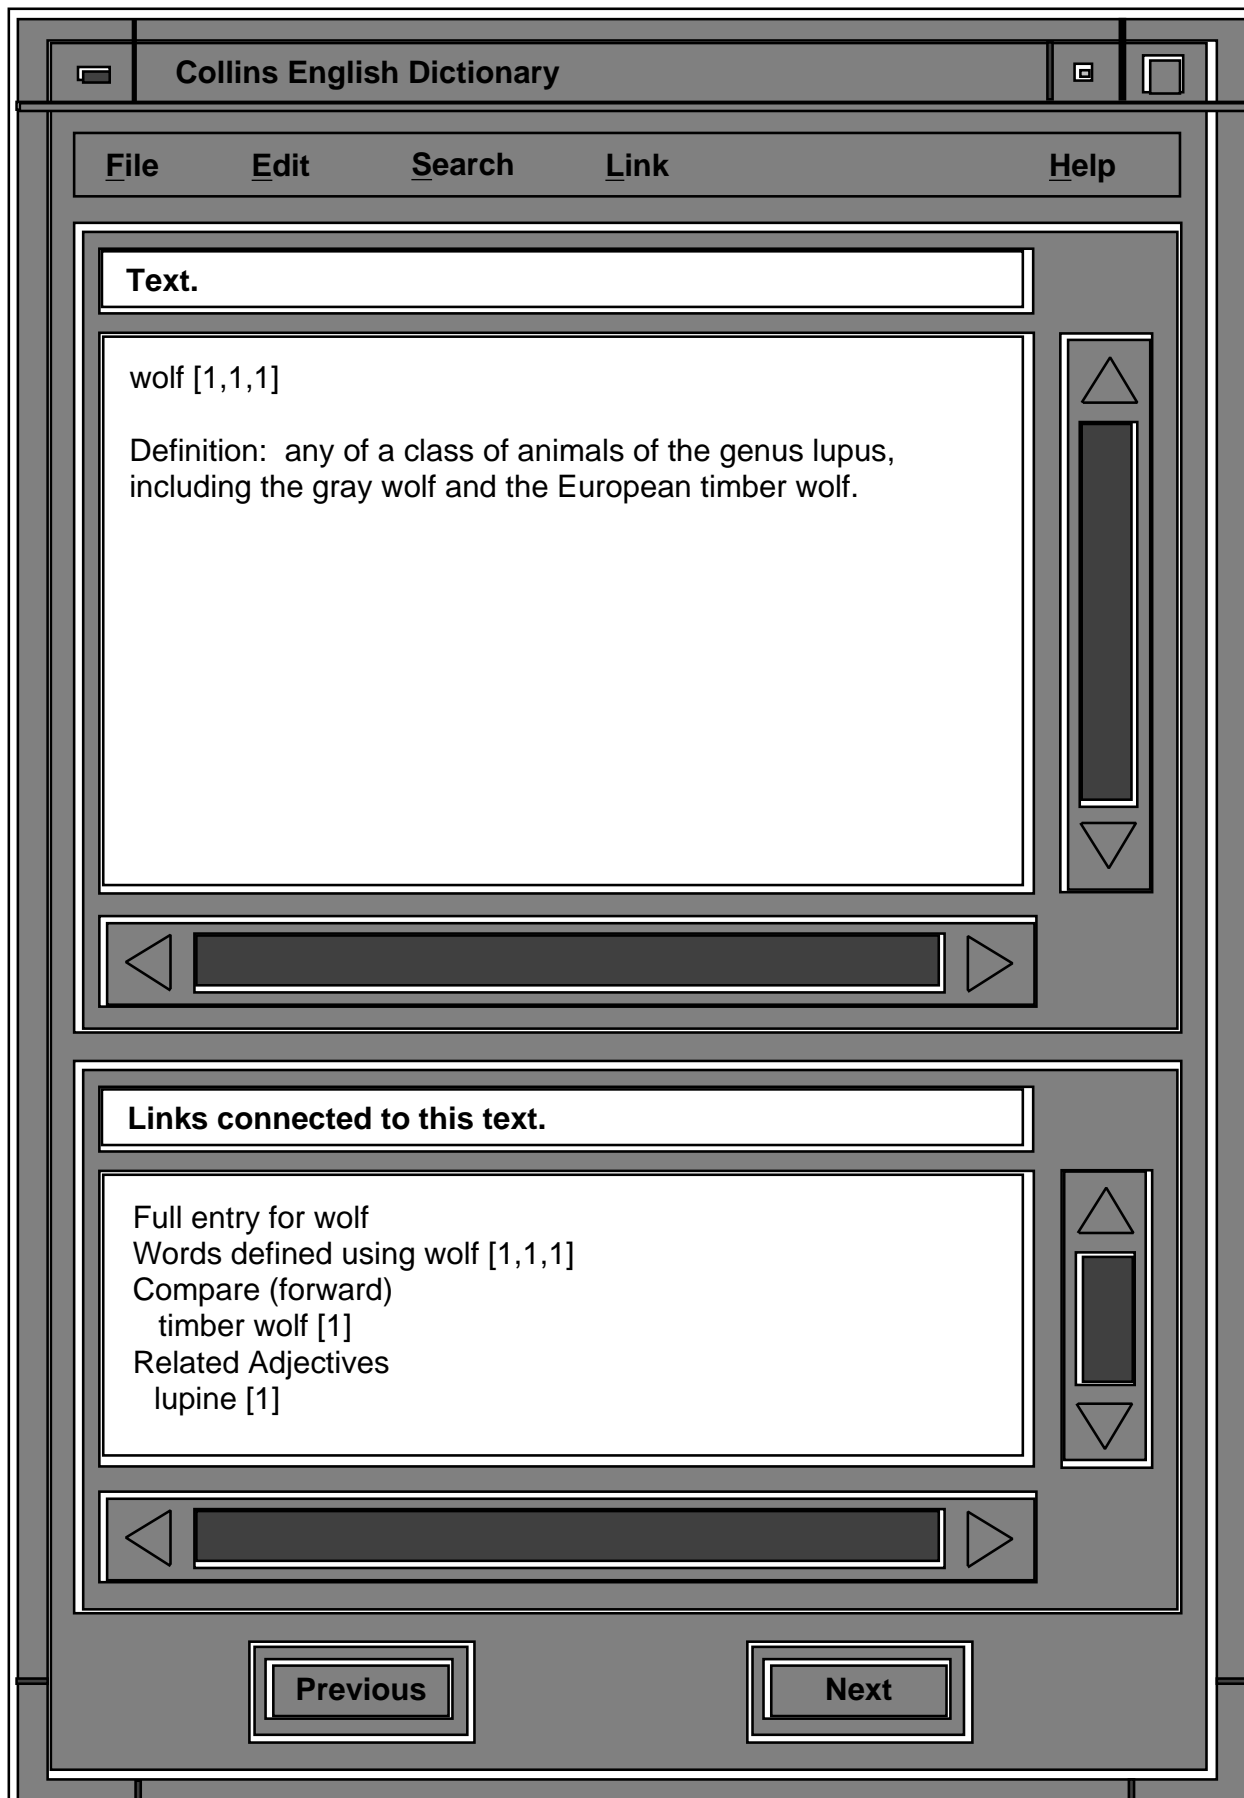 Collins English Dictionary
File Edit Search Link Help
Text.
wolf [1,1,1]
Definition:  any of a class of animals of the genus lupus,
including the gray wolf and the European timber wolf.
Links connected to this text.
Full entry for wolf
Words defined using wolf [1,1,1]
Compare (forward)
timber wolf [1]
Related Adjectives
lupine [1]
Previous Next